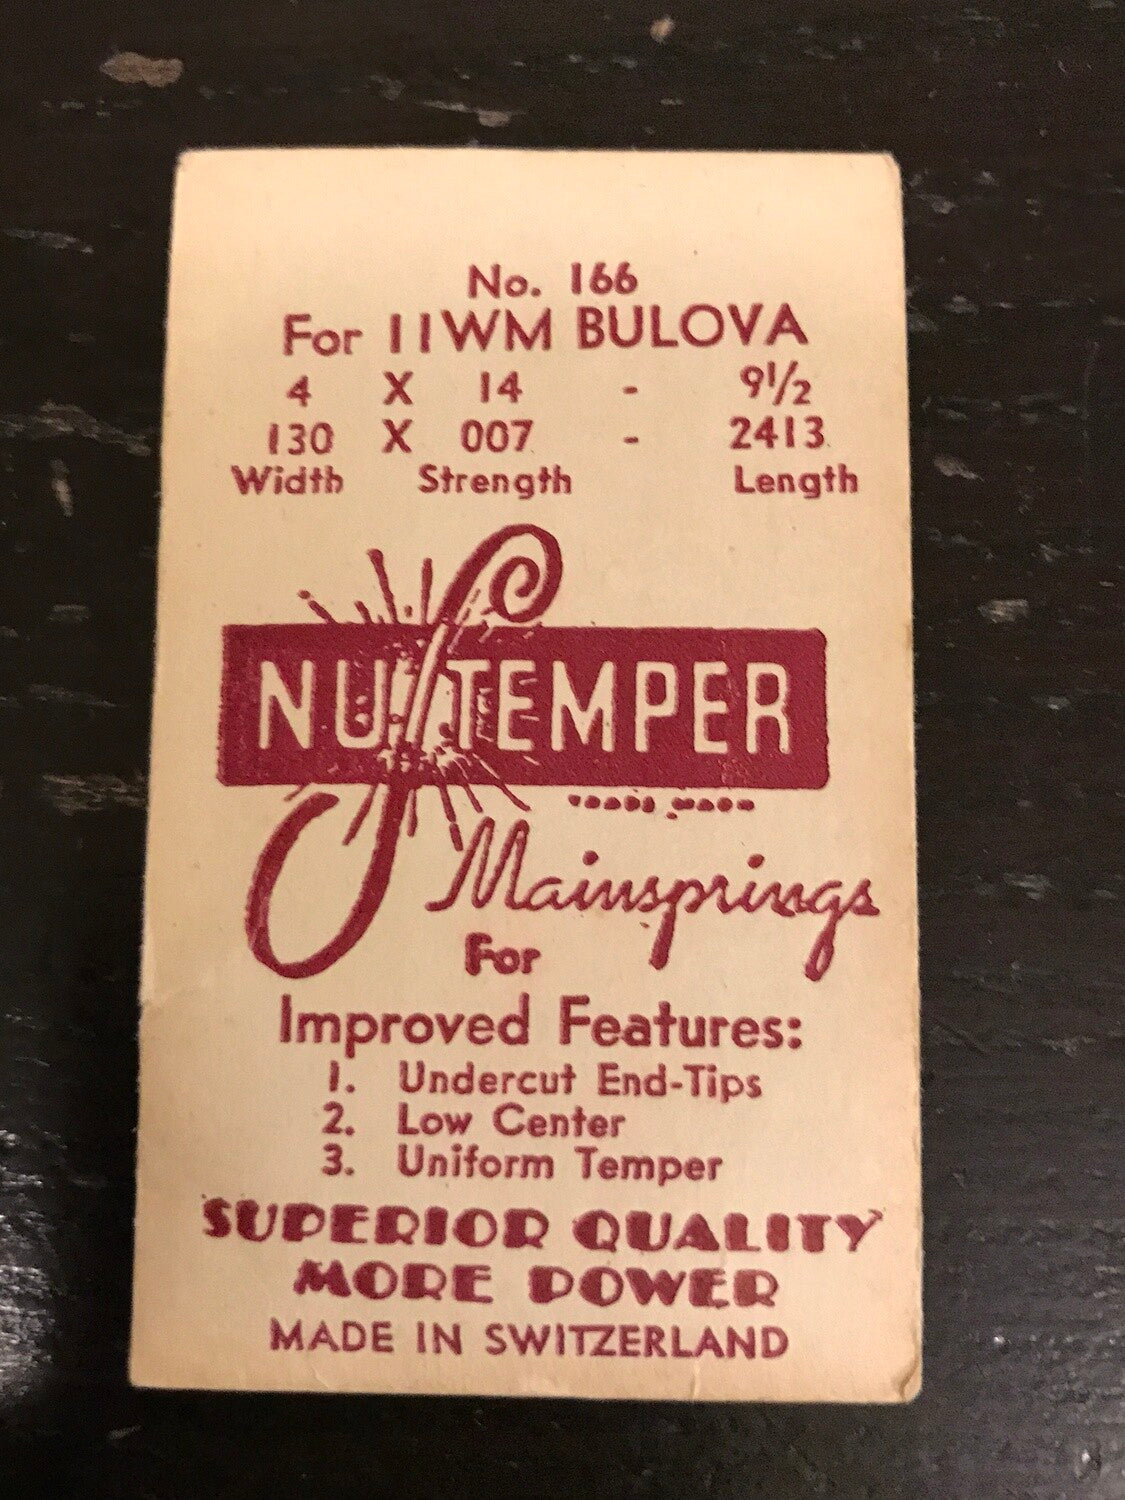 No. 166
For 11WM BULOVA
4 X 14 - 9½
130 X 007 - 2413
Width Strength Length
NU-TEMPER
TRADE MARK
Mainsprings
For
Improved Features:
1. Undercut End-Tips
2. Low Center
3. Uniform Temper
SUPERIOR QUALITY
MORE POWER
MADE IN SWITZERLAND